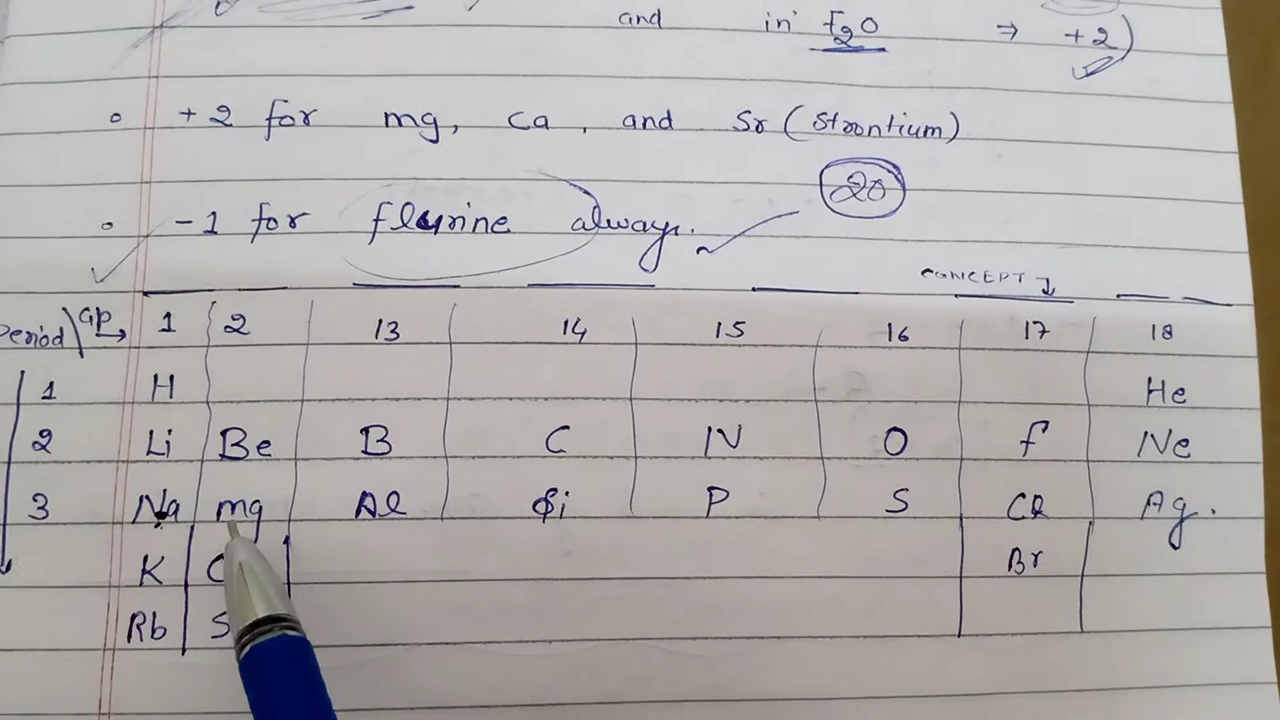 and in F2O ⇒ +2)
∘ +2 for mg, ca, and Sr (Strontium)
20
∘ -1 for flurine always.
CONCEPT ↓
Period\Gp→ 1 2 13 14 15 16 17 18
1 H He
2 Li Be B C N O f Ne
3 Na mg Al Si P S Cl Ag.
K C Br
Rb S